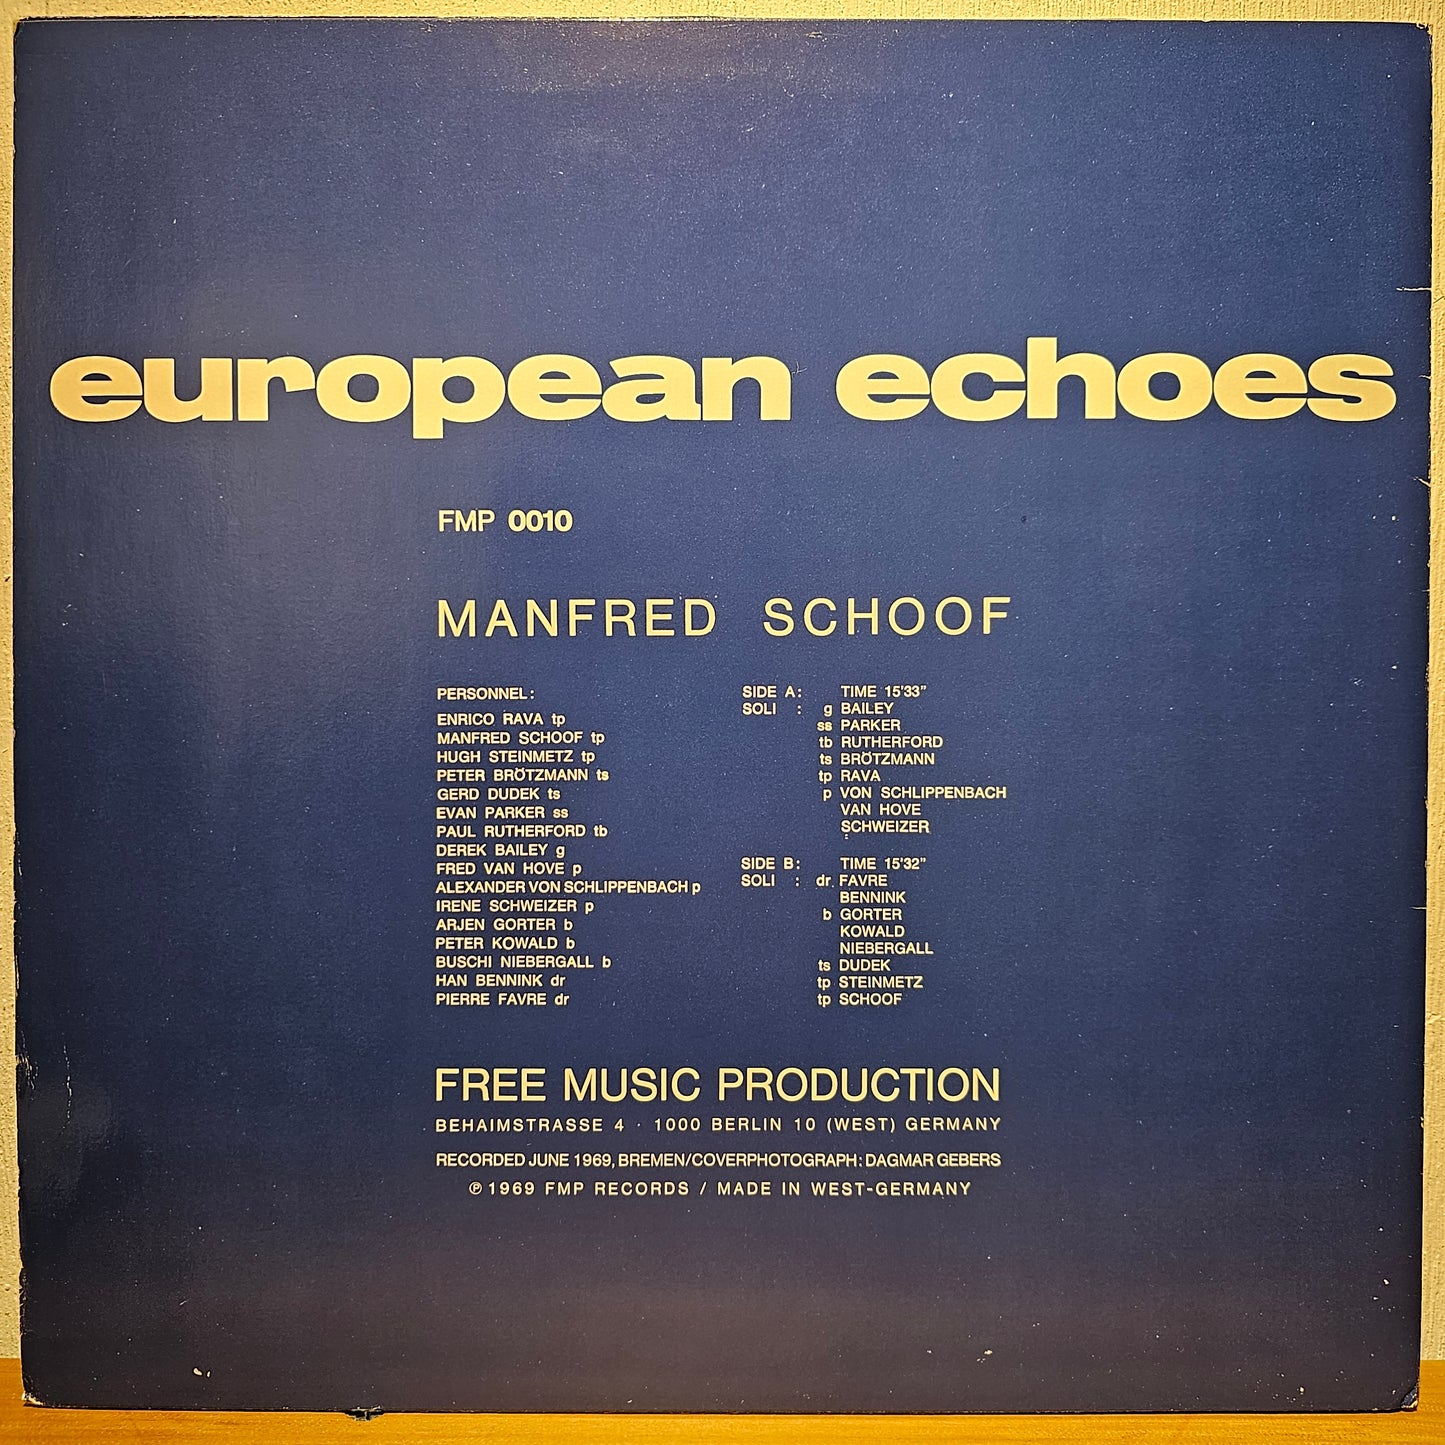 european echoes
FMP 0010
MANFRED SCHOOF
PERSONNEL:
ENRICO RAVA tp
MANFRED SCHOOF tp
HUGH STEINMETZ tp
PETER BRÖTZMANN ts
GERD DUDEK ts
EVAN PARKER ss
PAUL RUTHERFORD tb
DEREK BAILEY g
FRED VAN HOVE p
ALEXANDER VON SCHLIPPENBACH p
IRENE SCHWEIZER p
ARJEN GORTER b
PETER KOWALD b
BUSCHI NIEBERGALL b
HAN BENNINK dr
PIERRE FAVRE dr
SIDE A: TIME 15'33"
SOLI : g BAILEY
ss PARKER
tb RUTHERFORD
ts BRÖTZMANN
tp RAVA
p VON SCHLIPPENBACH
VAN HOVE
SCHWEIZER
SIDE B: TIME 15'32"
SOLI : dr FAVRE
BENNINK
b GORTER
KOWALD
NIEBERGALL
ts DUDEK
tp STEINMETZ
tp SCHOOF
FREE MUSIC PRODUCTION
BEHAIMSTRASSE 4 · 1000 BERLIN 10 (WEST) GERMANY
RECORDED JUNE 1969, BREMEN/COVERPHOTOGRAPH: DAGMAR GEBERS
℗ 1969 FMP RECORDS / MADE IN WEST-GERMANY